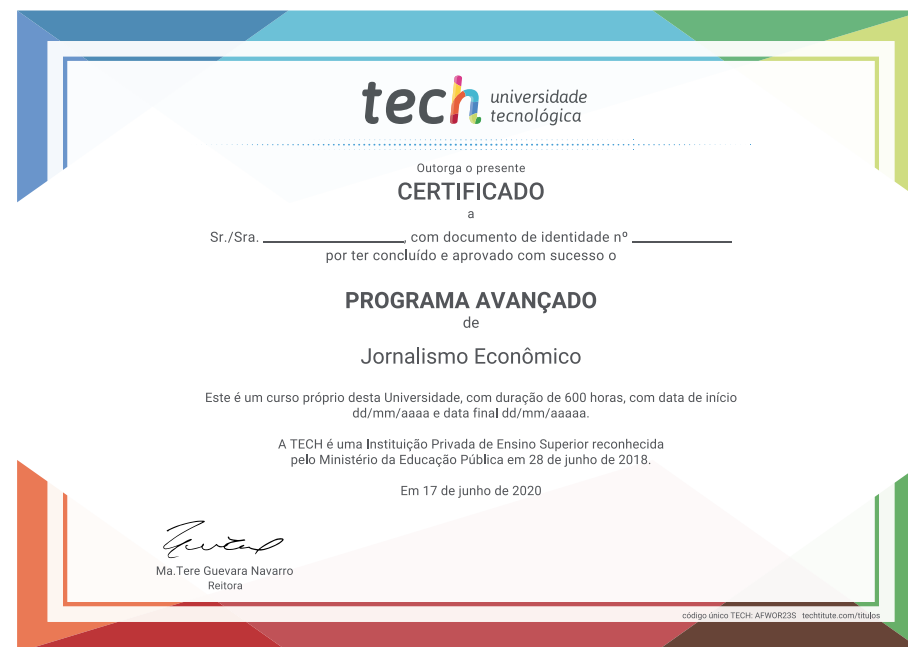 tech universidade
tecnológica
Outorga o presente
CERTIFICADO
a
Sr./Sra. ______________, com documento de identidade nº __________
por ter concluído e aprovado com sucesso o
PROGRAMA AVANÇADO
de
Jornalismo Econômico
Este é um curso próprio desta Universidade, com duração de 600 horas, com data de início
dd/mm/aaaa e data final dd/mm/aaaaa.
A TECH é uma Instituição Privada de Ensino Superior reconhecida
pelo Ministério da Educação Pública em 28 de junho de 2018.
Em 17 de junho de 2020
Ma.Tere Guevara Navarro
Reitora
código único TECH: AFWOR23S techtitute.com/titulos